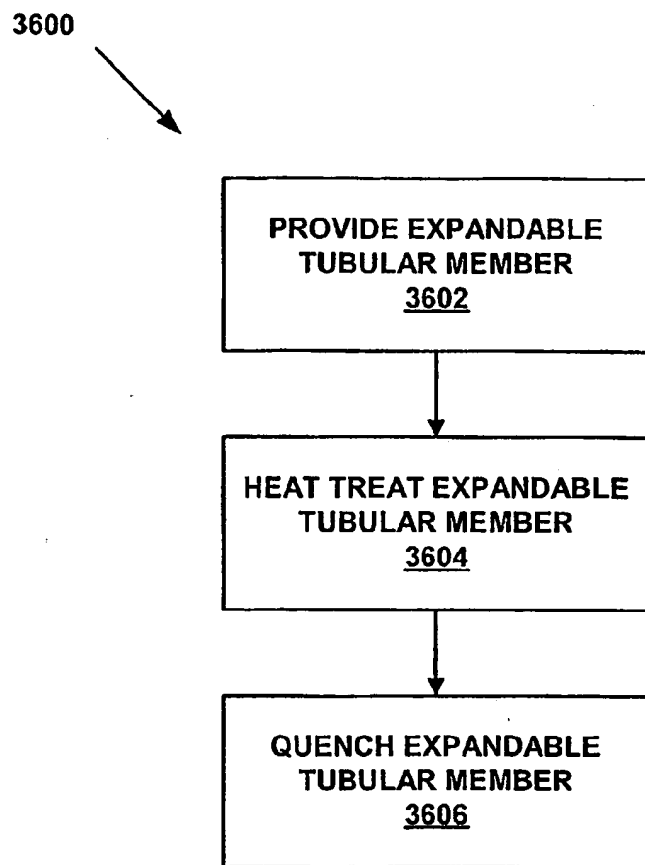 3600
PROVIDE EXPANDABLE
TUBULAR MEMBER
3602
HEAT TREAT EXPANDABLE
TUBULAR MEMBER
3604
QUENCH EXPANDABLE
TUBULAR MEMBER
3606